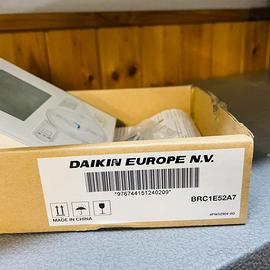 DAIKIN EUROPE N.V.
*976744151240209*
BRC1E52A7
MADE IN CHINA